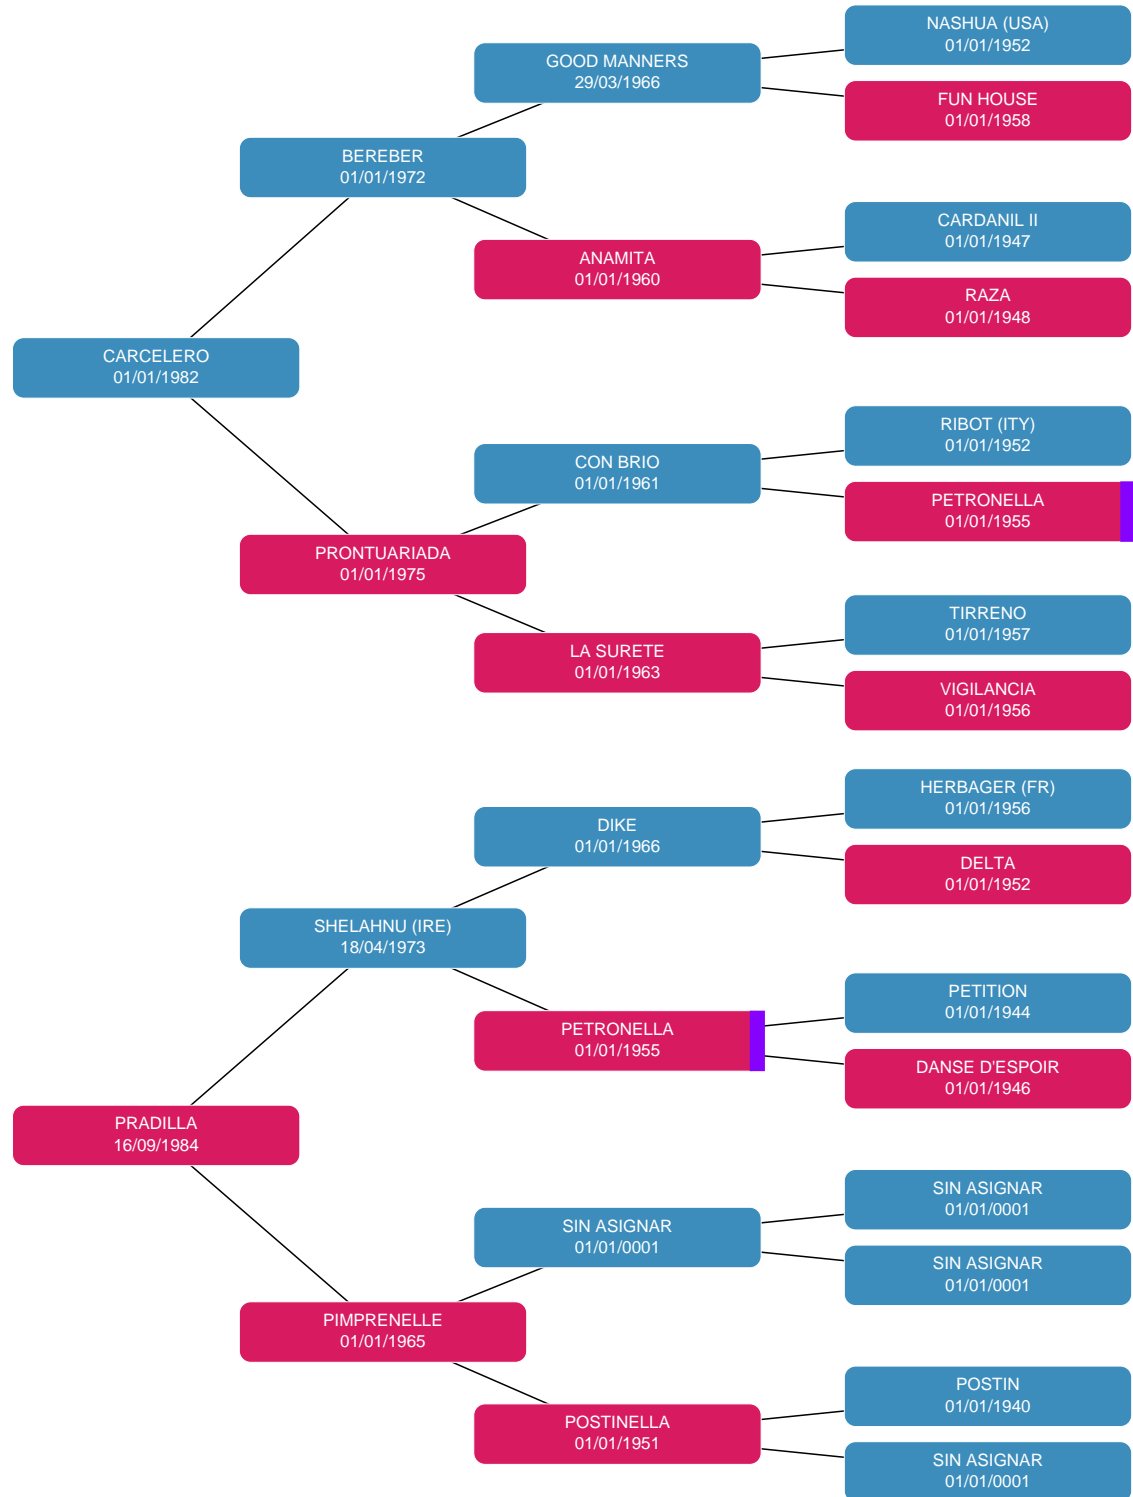 NASHUA (USA)
01/01/1952
GOOD MANNERS
29/03/1966
FUN HOUSE
01/01/1958
BEREBER
01/01/1972
CARDANIL II
01/01/1947
ANAMITA
01/01/1960
RAZA
01/01/1948
CARCELERO
01/01/1982
RIBOT (ITY)
01/01/1952
CON BRIO
01/01/1961
PETRONELLA
01/01/1955
PRONTUARIADA
01/01/1975
TIRRENO
01/01/1957
LA SURETE
01/01/1963
VIGILANCIA
01/01/1956
HERBAGER (FR)
01/01/1956
DIKE
01/01/1966
DELTA
01/01/1952
SHELAHNU (IRE)
18/04/1973
PETITION
01/01/1944
PETRONELLA
01/01/1955
DANSE D'ESPOIR
01/01/1946
PRADILLA
16/09/1984
SIN ASIGNAR
01/01/0001
SIN ASIGNAR
01/01/0001
SIN ASIGNAR
01/01/0001
PIMPRENELLE
01/01/1965
POSTIN
01/01/1940
POSTINELLA
01/01/1951
SIN ASIGNAR
01/01/0001